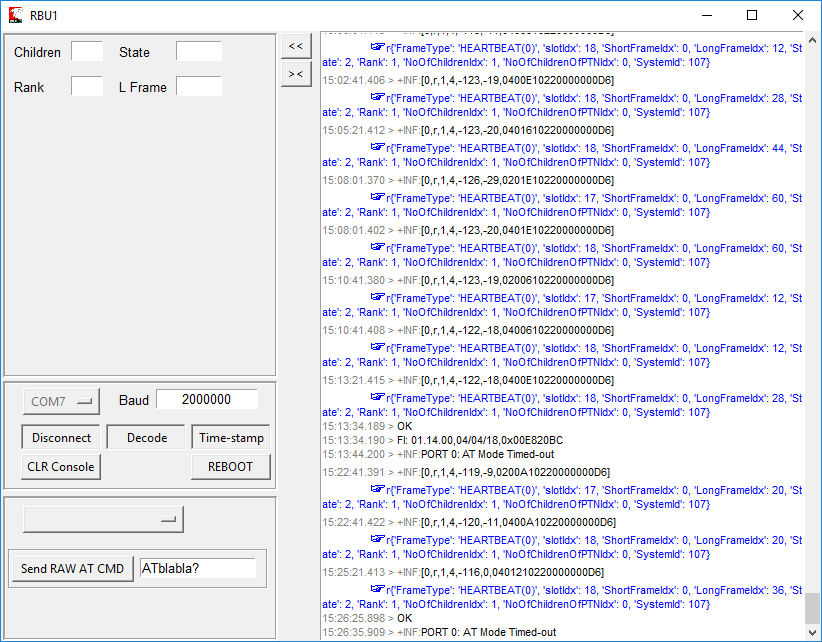 RBU1
Children
State
Rank
L Frame
<<
><
COM7
Baud
2000000
Disconnect
Decode
Time-stamp
CLR Console
REBOOT
Send RAW AT CMD
ATblabla?
☞r{'FrameType': 'HEARTBEAT(0)', 'slotIdx': 18, 'ShortFrameIdx': 0, 'LongFrameIdx': 12, 'St
ate': 2, 'Rank': 1, 'NoOfChildrenIdx': 1, 'NoOfChildrenOfPTNIdx': 0, 'SystemId': 107}
15:02:41.406 > +INF:[0,r,1,4,-123,-19,0400E10220000000D6]
☞r{'FrameType': 'HEARTBEAT(0)', 'slotIdx': 18, 'ShortFrameIdx': 0, 'LongFrameIdx': 28, 'St
ate': 2, 'Rank': 1, 'NoOfChildrenIdx': 1, 'NoOfChildrenOfPTNIdx': 0, 'SystemId': 107}
15:05:21.412 > +INF:[0,r,1,4,-123,-20,0401610220000000D6]
☞r{'FrameType': 'HEARTBEAT(0)', 'slotIdx': 18, 'ShortFrameIdx': 0, 'LongFrameIdx': 44, 'St
ate': 2, 'Rank': 1, 'NoOfChildrenIdx': 1, 'NoOfChildrenOfPTNIdx': 0, 'SystemId': 107}
15:08:01.370 > +INF:[0,r,1,4,-126,-29,0201E10220000000D6]
☞r{'FrameType': 'HEARTBEAT(0)', 'slotIdx': 17, 'ShortFrameIdx': 0, 'LongFrameIdx': 60, 'St
ate': 2, 'Rank': 1, 'NoOfChildrenIdx': 1, 'NoOfChildrenOfPTNIdx': 0, 'SystemId': 107}
15:08:01.402 > +INF:[0,r,1,4,-123,-20,0401E10220000000D6]
☞r{'FrameType': 'HEARTBEAT(0)', 'slotIdx': 18, 'ShortFrameIdx': 0, 'LongFrameIdx': 60, 'St
ate': 2, 'Rank': 1, 'NoOfChildrenIdx': 1, 'NoOfChildrenOfPTNIdx': 0, 'SystemId': 107}
15:10:41.380 > +INF:[0,r,1,4,-123,-19,0200610220000000D6]
☞r{'FrameType': 'HEARTBEAT(0)', 'slotIdx': 17, 'ShortFrameIdx': 0, 'LongFrameIdx': 12, 'St
ate': 2, 'Rank': 1, 'NoOfChildrenIdx': 1, 'NoOfChildrenOfPTNIdx': 0, 'SystemId': 107}
15:10:41.408 > +INF:[0,r,1,4,-122,-18,0400610220000000D6]
☞r{'FrameType': 'HEARTBEAT(0)', 'slotIdx': 18, 'ShortFrameIdx': 0, 'LongFrameIdx': 12, 'St
ate': 2, 'Rank': 1, 'NoOfChildrenIdx': 1, 'NoOfChildrenOfPTNIdx': 0, 'SystemId': 107}
15:13:21.415 > +INF:[0,r,1,4,-122,-18,0400E10220000000D6]
☞r{'FrameType': 'HEARTBEAT(0)', 'slotIdx': 18, 'ShortFrameIdx': 0, 'LongFrameIdx': 28, 'St
ate': 2, 'Rank': 1, 'NoOfChildrenIdx': 1, 'NoOfChildrenOfPTNIdx': 0, 'SystemId': 107}
15:13:34.189 > OK
15:13:34.190 > FI: 01.14.00,04/04/18,0x00E820BC
15:13:44.200 > +INF:PORT 0: AT Mode Timed-out
15:22:41.391 > +INF:[0,r,1,4,-119,-9,0200A10220000000D6]
☞r{'FrameType': 'HEARTBEAT(0)', 'slotIdx': 17, 'ShortFrameIdx': 0, 'LongFrameIdx': 20, 'St
ate': 2, 'Rank': 1, 'NoOfChildrenIdx': 1, 'NoOfChildrenOfPTNIdx': 0, 'SystemId': 107}
15:22:41.422 > +INF:[0,r,1,4,-120,-11,0400A10220000000D6]
☞r{'FrameType': 'HEARTBEAT(0)', 'slotIdx': 18, 'ShortFrameIdx': 0, 'LongFrameIdx': 20, 'St
ate': 2, 'Rank': 1, 'NoOfChildrenIdx': 1, 'NoOfChildrenOfPTNIdx': 0, 'SystemId': 107}
15:25:21.413 > +INF:[0,r,1,4,-116,0,0401210220000000D6]
☞r{'FrameType': 'HEARTBEAT(0)', 'slotIdx': 18, 'ShortFrameIdx': 0, 'LongFrameIdx': 36, 'St
ate': 2, 'Rank': 1, 'NoOfChildrenIdx': 1, 'NoOfChildrenOfPTNIdx': 0, 'SystemId': 107}
15:26:25.898 > OK
15:26:35.909 > +INF:PORT 0: AT Mode Timed-out